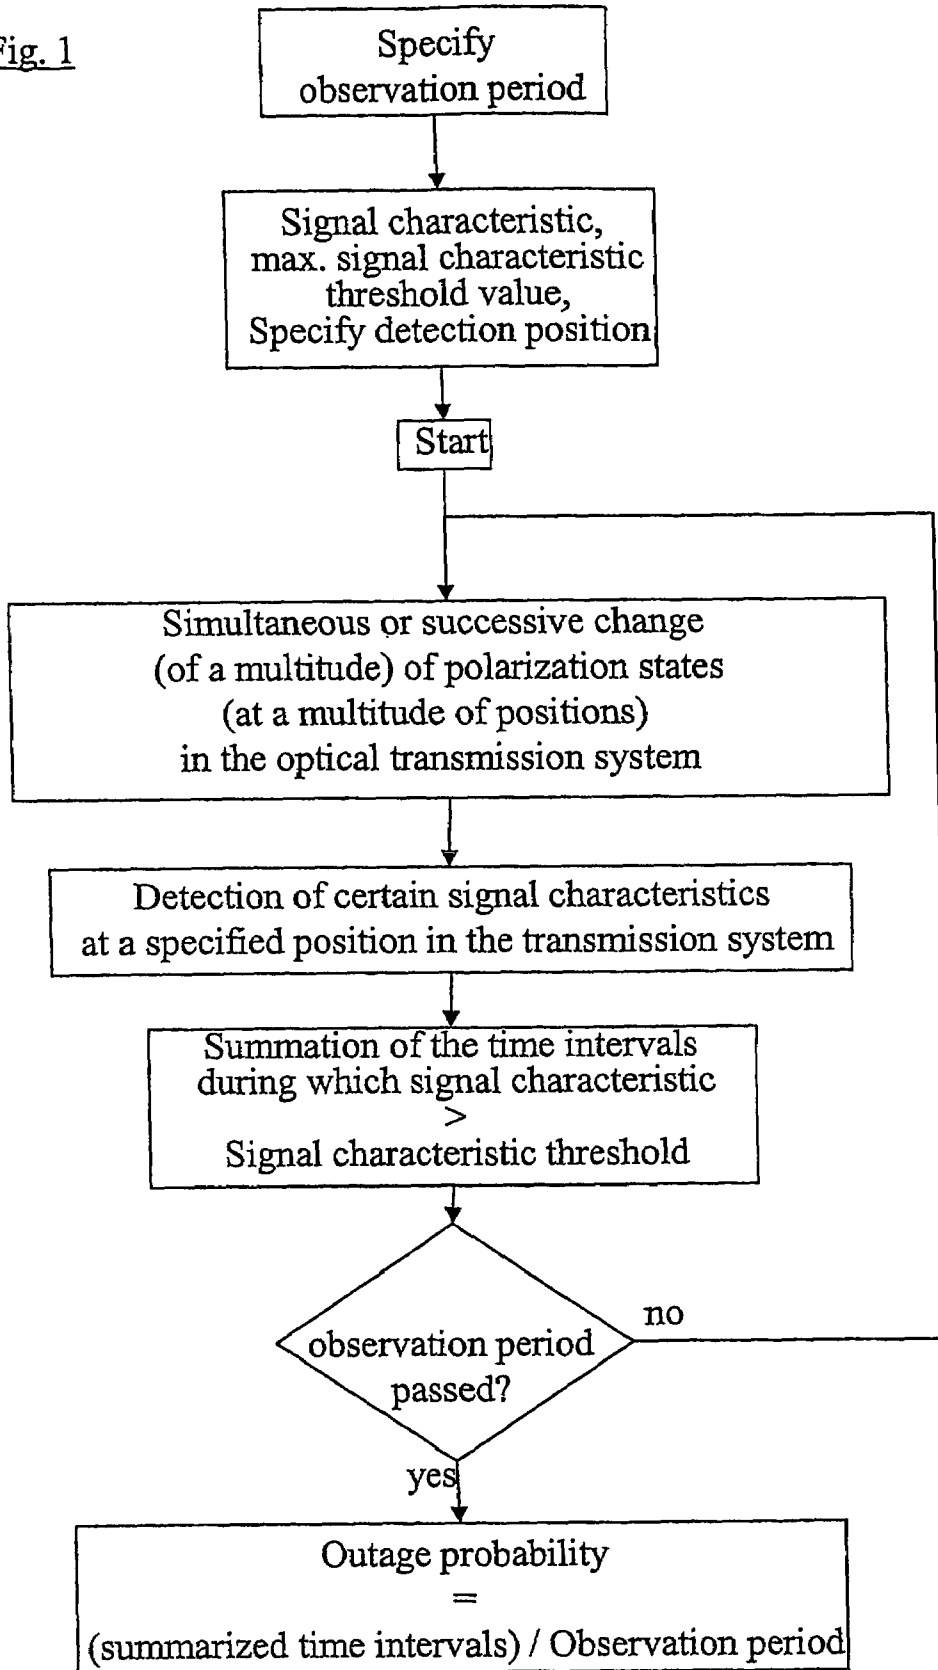 Fig. 1
Specify
observation period
Signal characteristic,
max. signal characteristic
threshold value,
Specify detection position
Start
Simultaneous or successive change
(of a multitude) of polarization states
(at a multitude of positions)
in the optical transmission system
Detection of certain signal characteristics
at a specified position in the transmission system
Summation of the time intervals
during which signal characteristic
>
Signal characteristic threshold
observation period
passed?
no
yes
Outage probability
=
(summarized time intervals) / Observation period